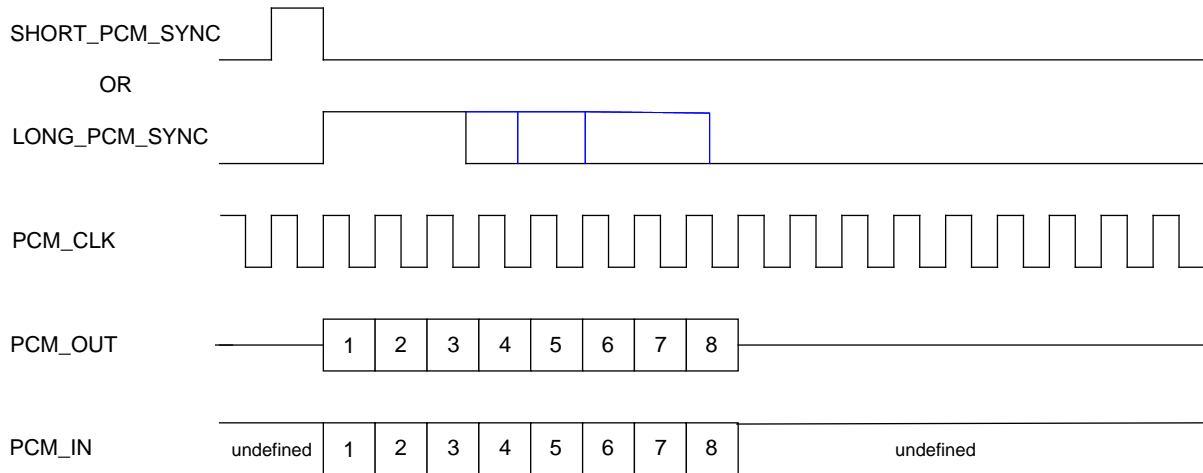 SHORT_PCM_SYNC
OR
LONG_PCM_SYNC
PCM_CLK
PCM_OUT 1 2 3 4 5 6 7 8
PCM_IN undefined 1 2 3 4 5 6 7 8 undefined